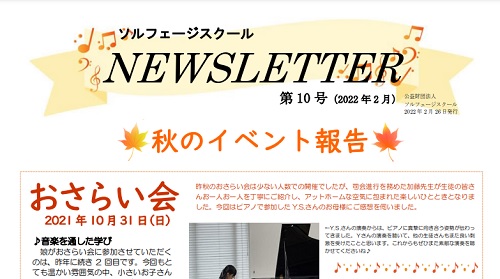 ソルフェージスクール
NEWSLETTER
第10号（2022年2月）
公益財団法人
ソルフェージスクール
2022年2月26日発行
秋のイベント報告
おさらい会
2021年10月31日(日)
昨秋のおさらい会は少ない人数での開催でしたが、司会進行を務めた加藤先生が生徒の皆さ
んお一人お一人を丁寧にご紹介し、アットホームな空気に包まれた楽しいひとときとなりま
した。今回はピアノで参加した Y.S.さんのお母様にご感想を伺いました。
♪音楽を通した学び
娘がおさらい会に参加させていただく
のは、昨年に続き2回目です。今回もと
ても温かい雰囲気の中、小さいお子さん
←Y.S.さんの演奏からは、ピアノに真摯に向き合う姿勢が伝わ
ってきました。Yさんの演奏を聴いて、他の生徒さんもまた良い刺
激を受けたことと思います。これからもぜひまた素敵な演奏を聴
かせてくださいね♪